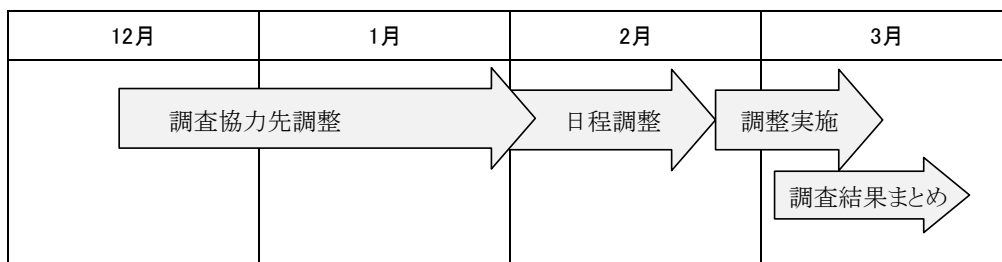 12月
1月
2月
3月
調査協力先調整
日程調整
調整実施
調査結果まとめ